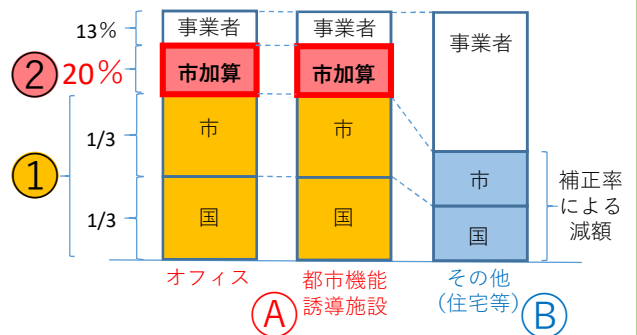 13%
② 20%
1/3
①
1/3
事業者
市加算
市
国
オフィス
事業者
市加算
市
国
都市機能
誘導施設
Ⓐ
事業者
市
国
その他
(住宅等)
Ⓑ
補正率
による
減額